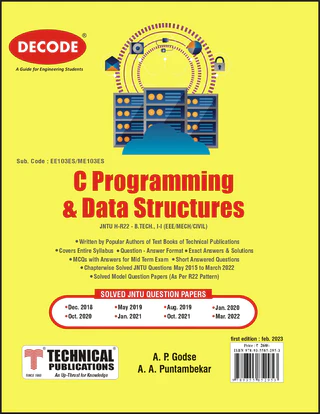 DECODE®
A Guide for Engineering Students
Sub. Code : EE103ES/ME103ES
C Programming
& Data Structures
JNTU H-R22 - B.TECH., I-I (EEE/MECH/CIVIL)
• Written by Popular Authors of Text Books of Technical Publications
• Covers Entire Syllabus • Question - Answer Format • Exact Answers & Solutions
• MCQs with Answers for Mid Term Exam • Short Answered Questions
• Chapterwise Solved JNTU Questions May 2015 to March 2022
• Solved Model Question Papers (As Per R22 Pattern)
SOLVED JNTU QUESTION PAPERS
• Dec. 2018 • May 2019 • Aug. 2019 • Jan. 2020
• Oct. 2020 • Jan. 2021 • Oct. 2021 • Mar. 2022
first edition : feb. 2023
TECHNICAL
PUBLICATIONS
SINCE 1993 An Up-Thrust for Knowledge
A. P. Godse
A. A. Puntambekar